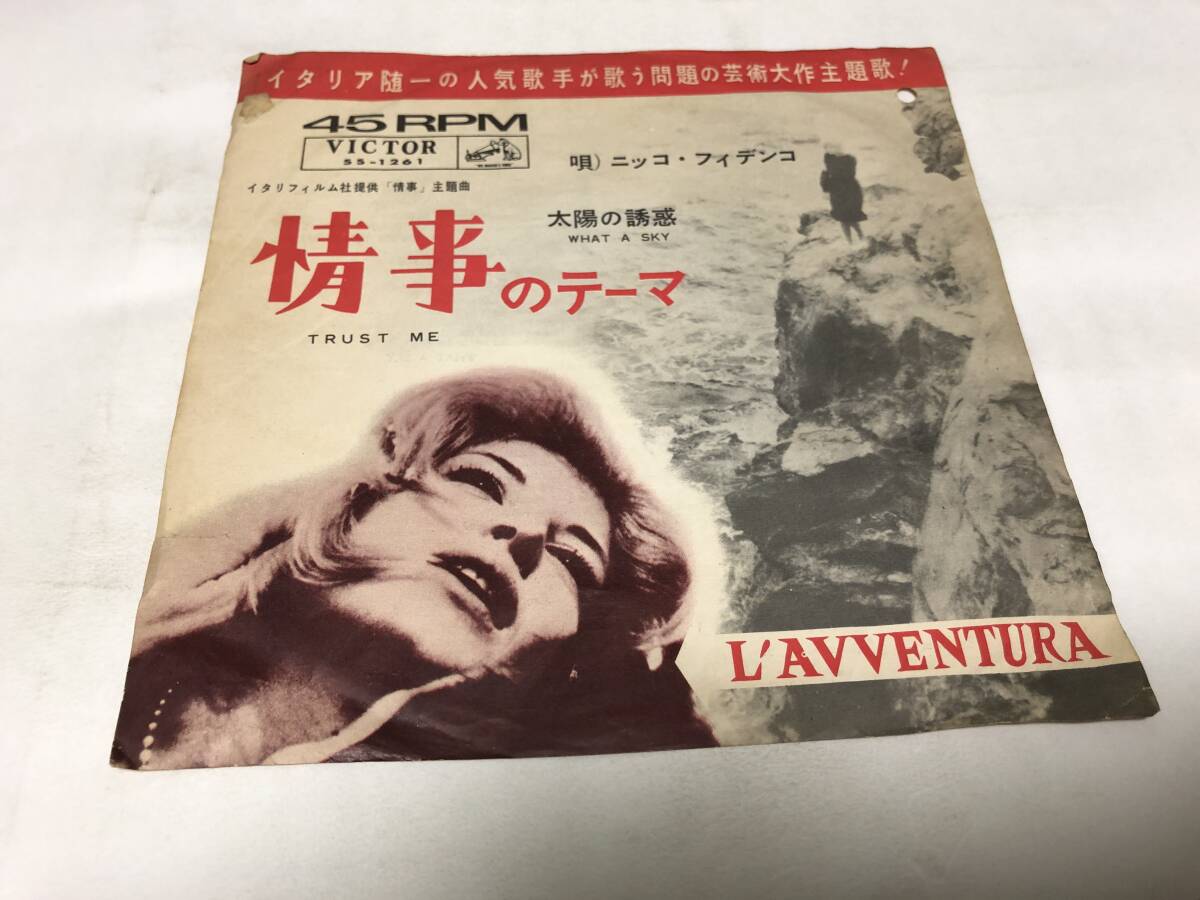 イタリア随一の人気歌手が歌う問題の芸術大作主題歌!
45 RPM
VICTOR
SS-1261
唄)ニッコ・フィデンコ
イタリフィルム社提供「情事」主題曲
太陽の誘惑
WHAT A SKY
情事のテーマ
TRUST ME
L'AVVENTURA